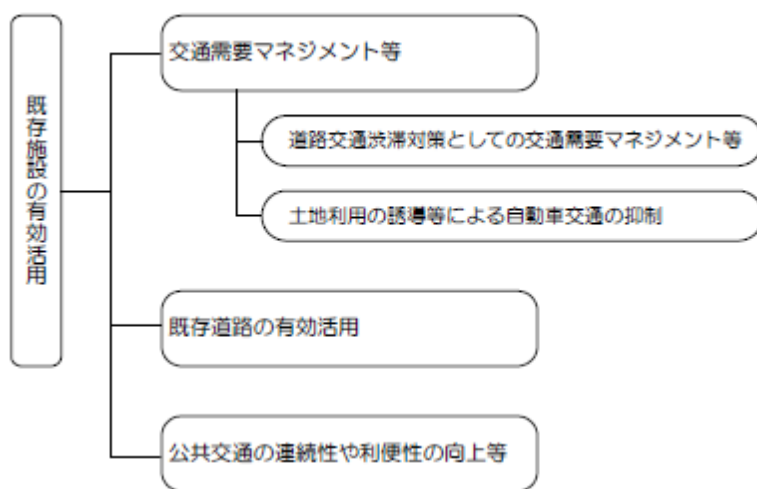 既存施設の有効活用
交通需要マネジメント等
道路交通渋滞対策としての交通需要マネジメント等
土地利用の誘導等による自動車交通の抑制
既存道路の有効活用
公共交通の連続性や利便性の向上等